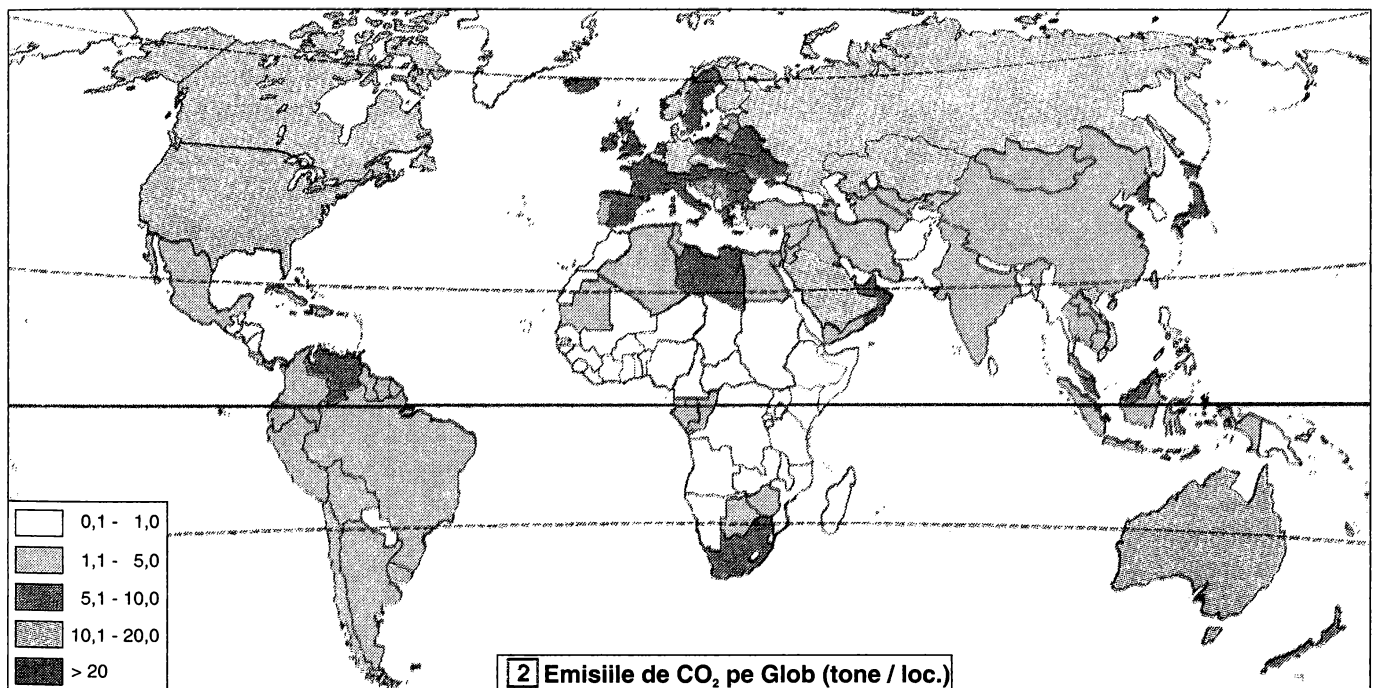 0,1 - 1,0
1,1 - 5,0
5,1 - 10,0
10,1 - 20,0
> 20
2 Emisiile de CO₂ pe Glob (tone / loc.)